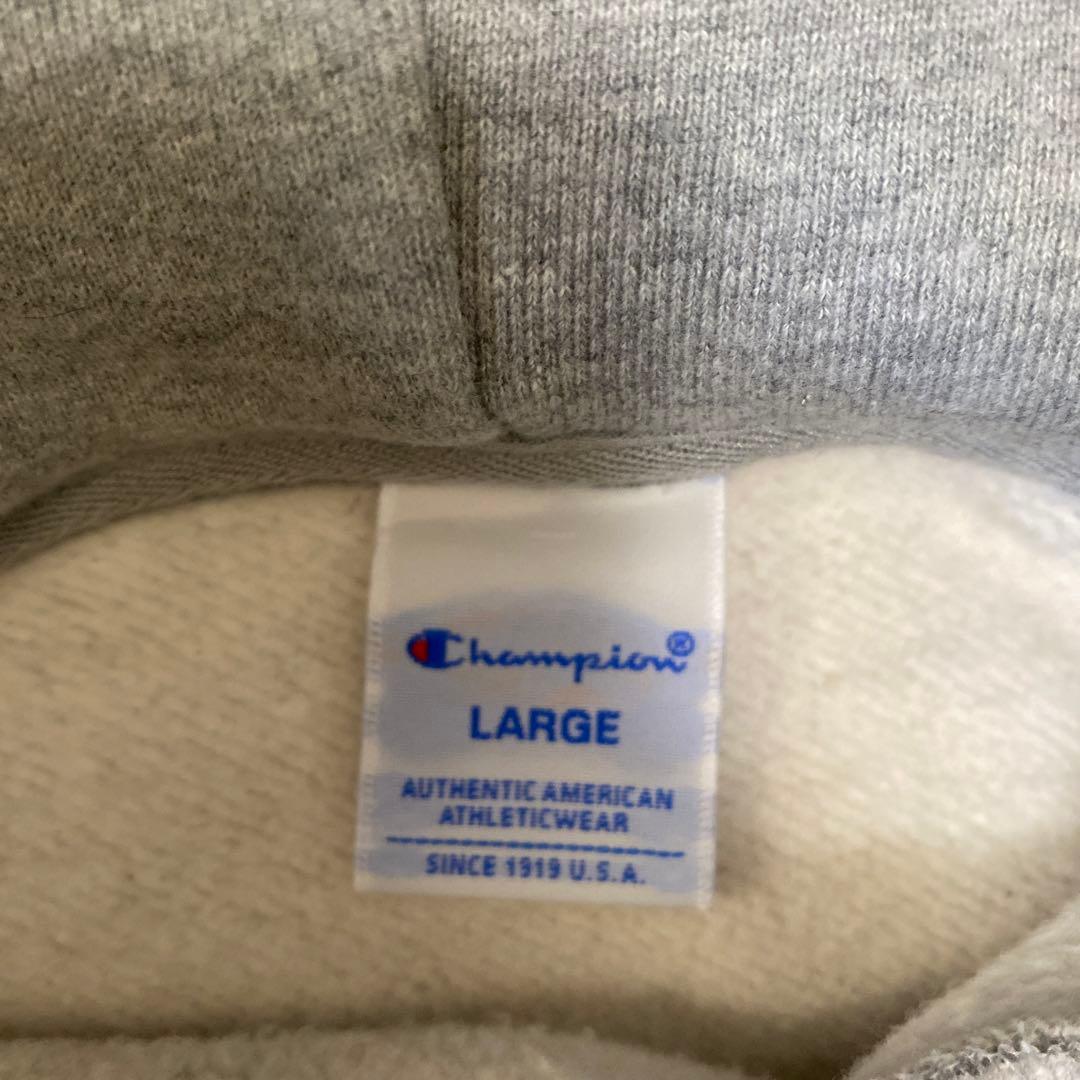 Champion®
LARGE
AUTHENTIC AMERICAN
ATHLETICWEAR
SINCE 1919 U.S.A.